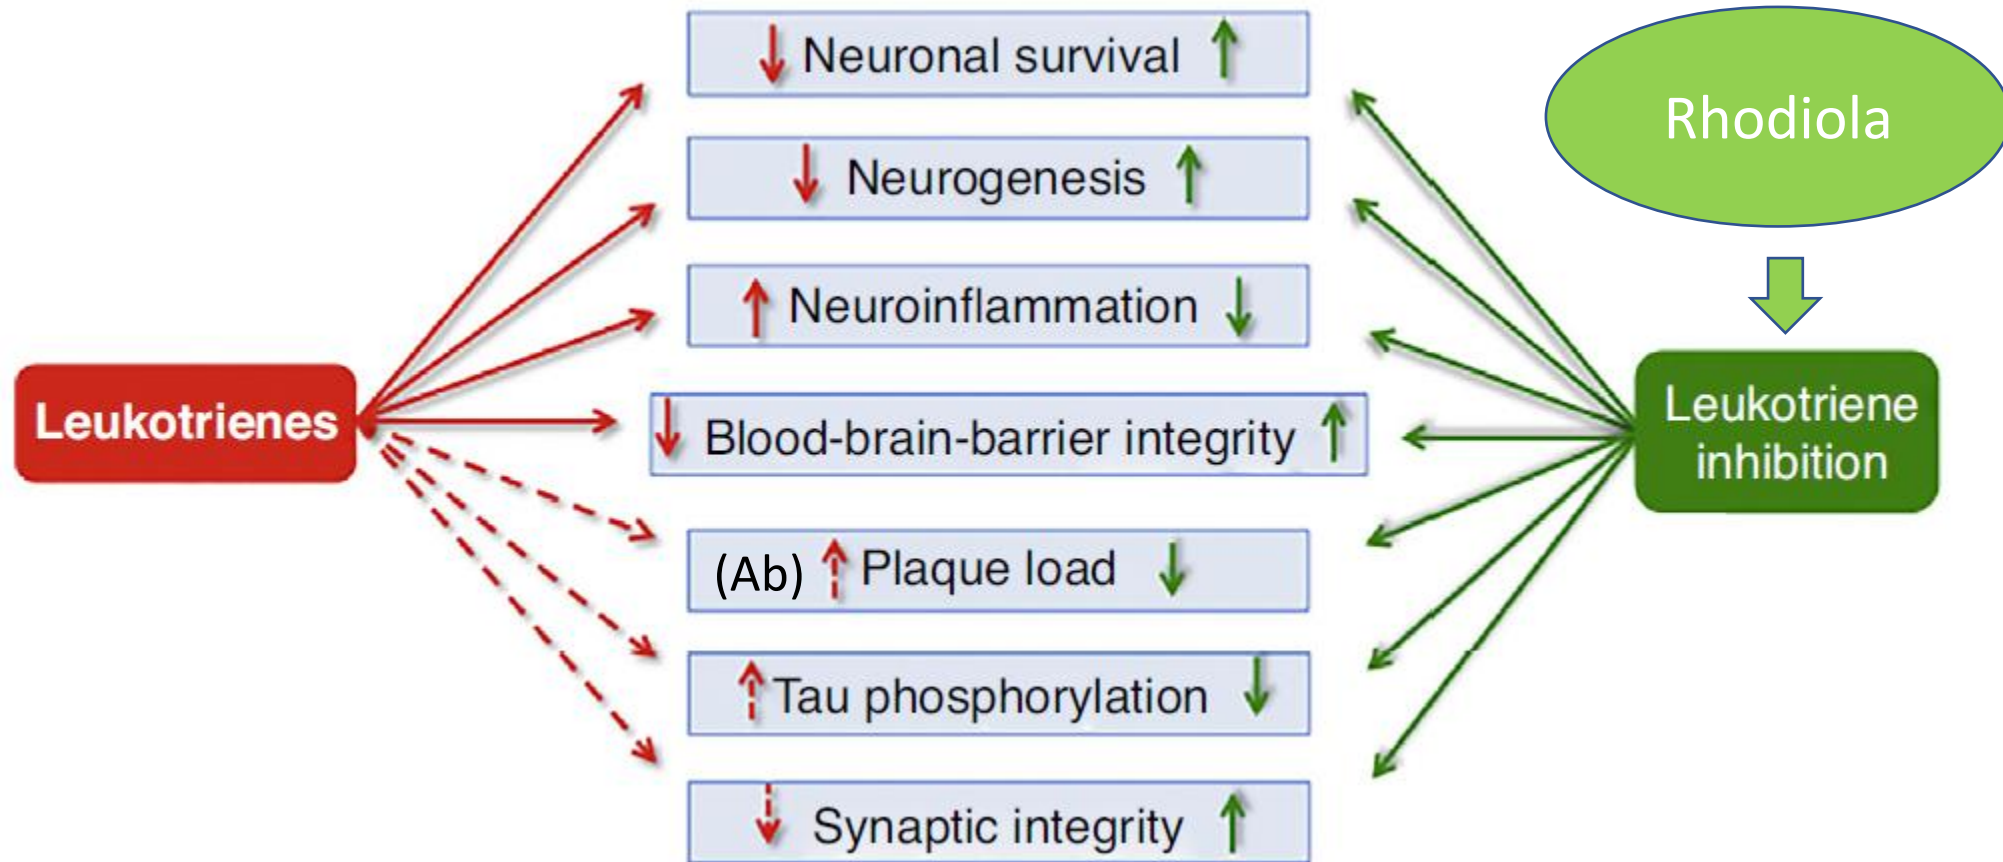 Neuronal survival
Rhodiola
Neurogenesis
Neuroinflammation
Leukotrienes
Blood-brain-barrier integrity
Leukotriene
inhibition
(Ab) Plaque load
Tau phosphorylation
Synaptic integrity